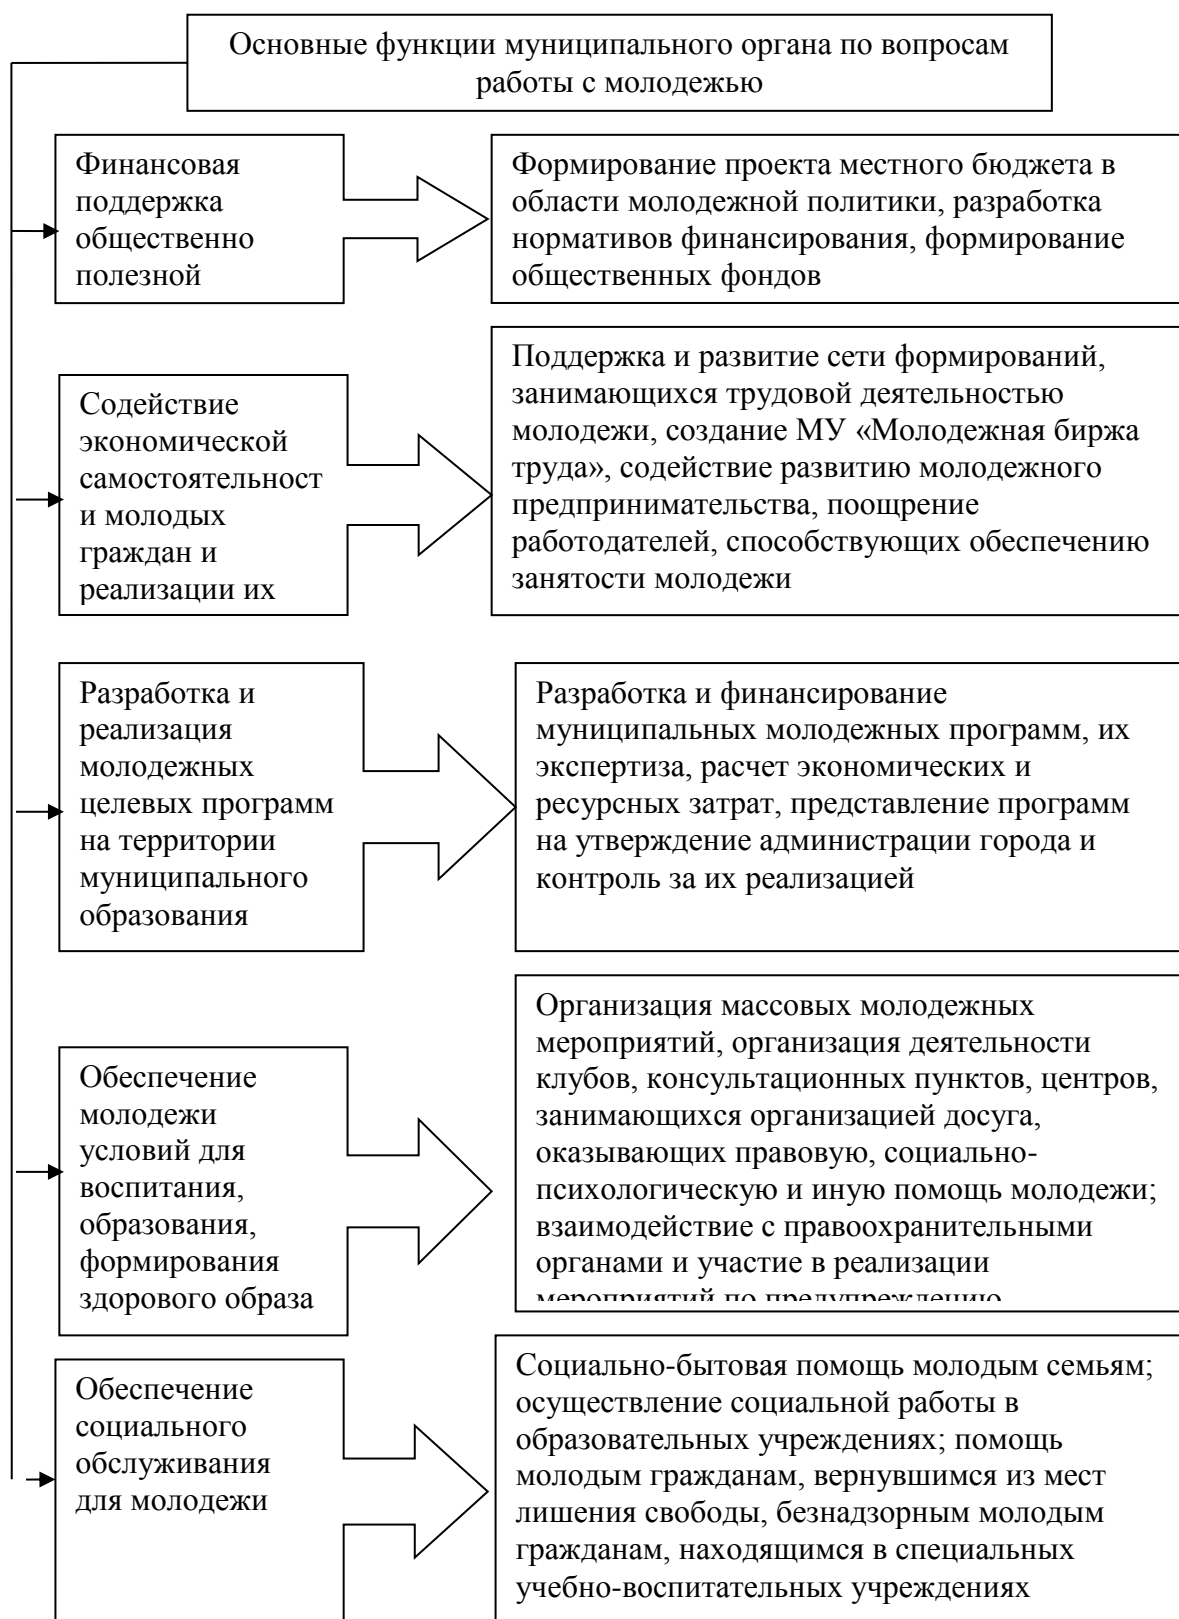 Основные функции муниципального органа по вопросам
работы с молодежью
Финансовая
поддержка
общественно
полезной
Формирование проекта местного бюджета в
области молодежной политики, разработка
нормативов финансирования, формирование
общественных фондов
Содействие
экономической
самостоятельност
и молодых
граждан и
реализации их
Поддержка и развитие сети формирований,
занимающихся трудовой деятельностью
молодежи, создание МУ «Молодежная биржа
труда», содействие развитию молодежного
предпринимательства, поощрение
работодателей, способствующих обеспечению
занятости молодежи
Разработка и
реализация
молодежных
целевых программ
на территории
муниципального
образования
Разработка и финансирование
муниципальных молодежных программ, их
экспертиза, расчет экономических и
ресурсных затрат, представление программ
на утверждение администрации города и
контроль за их реализацией
Обеспечение
молодежи
условий для
воспитания,
образования,
формирования
здорового образа
Организация массовых молодежных
мероприятий, организация деятельности
клубов, консультационных пунктов, центров,
занимающихся организацией досуга,
оказывающих правовую, социально-
психологическую и иную помощь молодежи;
взаимодействие с правоохранительными
органами и участие в реализации
мероприятий по предупреждению
Обеспечение
социального
обслуживания
для молодежи
Социально-бытовая помощь молодым семьям;
осуществление социальной работы в
образовательных учреждениях; помощь
молодым гражданам, вернувшимся из мест
лишения свободы, безнадзорным молодым
гражданам, находящимся в специальных
учебно-воспитательных учреждениях